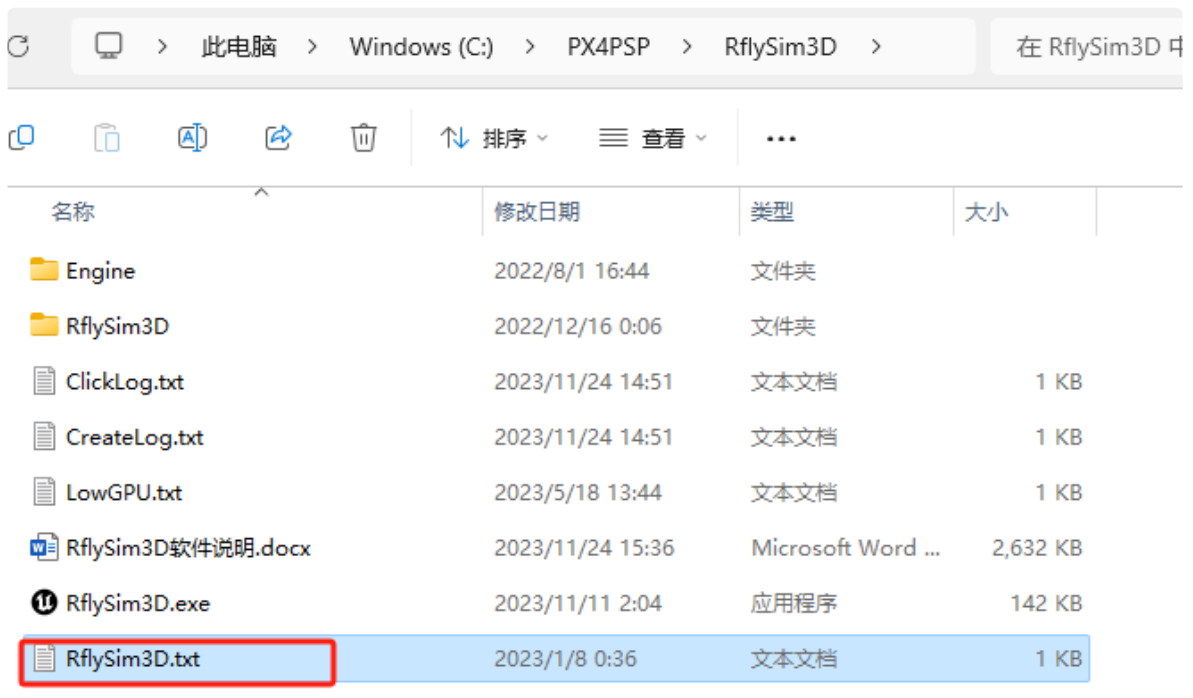 此电脑 > Windows (C:) > PX4PSP > RflySim3D > 在 RflySim3D 中
排序 查看 ...
名称 修改日期 类型 大小
Engine 2022/8/1 16:44 文件夹
RflySim3D 2022/12/16 0:06 文件夹
ClickLog.txt 2023/11/24 14:51 文本文档 1 KB
CreateLog.txt 2023/11/24 14:51 文本文档 1 KB
LowGPU.txt 2023/5/18 13:44 文本文档 1 KB
RflySim3D软件说明.docx 2023/11/24 15:36 Microsoft Word ... 2,632 KB
RflySim3D.exe 2023/11/11 2:04 应用程序 142 KB
RflySim3D.txt 2023/1/8 0:36 文本文档 1 KB